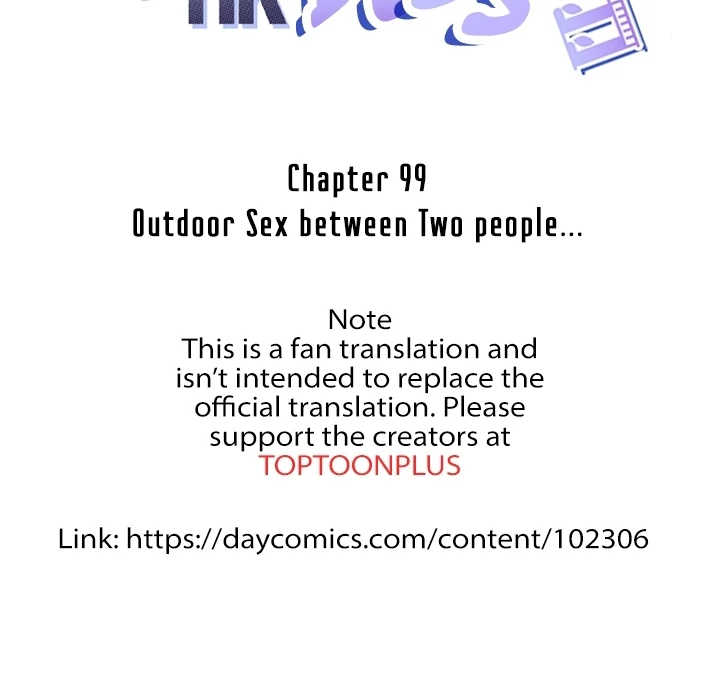 Chapter 99
Outdoor Sex between Two people...
Note
This is a fan translation and
isn't intended to replace the
official translation. Please
support the creators at
TOPTOONPLUS
Link: https://daycomics.com/content/102306